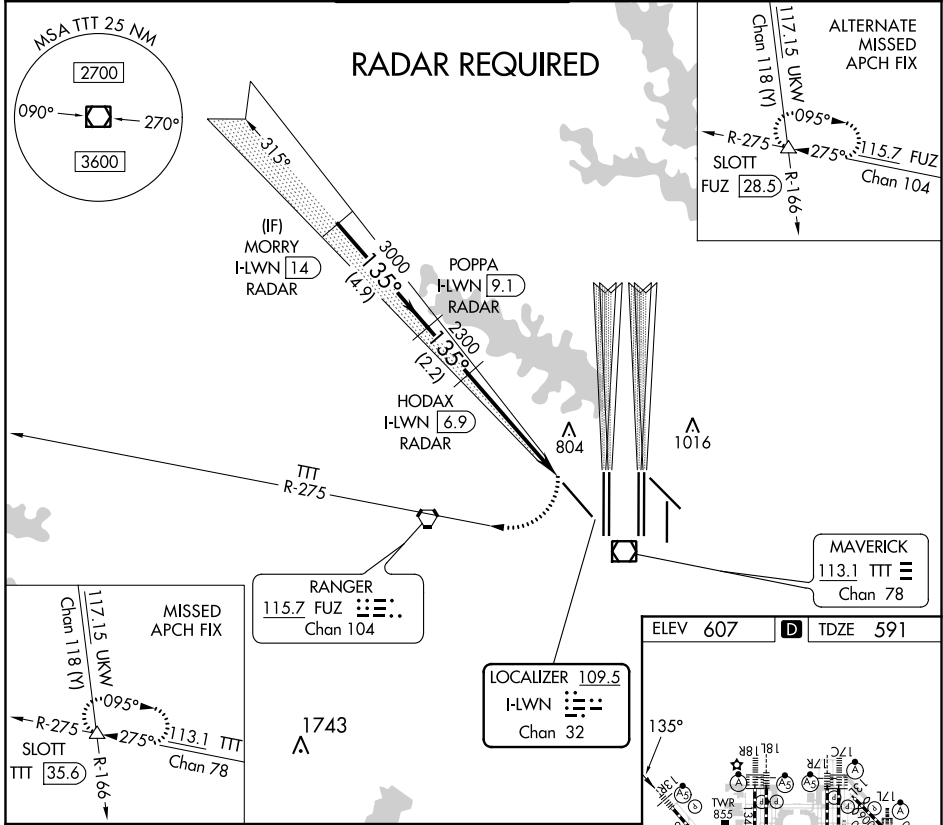 MSA TTT 25 NM
2700
090°
270°
3600
RADAR REQUIRED
ALTERNATE
MISSED
APCH FIX
117.15 UKW
Chan 118 (Y)
095°
R-275
275°
115.7 FUZ
Chan 104
SLOTT
FUZ 28.5
R-166
315°
(IF)
MORRY
I-LWN 14
RADAR
3000
135°
(4.9)
POPPA
I-LWN 9.1
RADAR
2300
135°
(2.2)
HODAX
I-LWN 6.9
RADAR
804
1016
TTT
R-275
RANGER
115.7 FUZ
Chan 104
MAVERICK
113.1 TTT
Chan 78
LOCALIZER 109.5
I-LWN
Chan 32
MISSED
APCH FIX
117.15 UKW
Chan 118 (Y)
095°
R-275
275°
113.1 TTT
Chan 78
SLOTT
TTT 35.6
R-166
1743
ELEV 607
D
TDZE 591
135°
13R
18R
18L
17R
17C
17L
A
A5
A5
A
A5
P
P
P
P
TWR
855
134